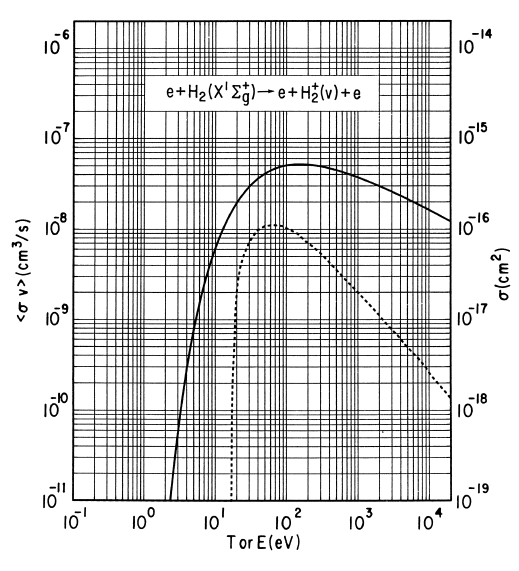 e+H₂(X¹Σg⁺)→e+H₂⁺(v)+e
<σ v>(cm³/s)
10⁻⁶
10⁻⁷
10⁻⁸
10⁻⁹
10⁻¹⁰
10⁻¹¹
10⁻¹⁴
10⁻¹⁵
10⁻¹⁶
10⁻¹⁷
10⁻¹⁸
10⁻¹⁹
σ(cm²)
10⁻¹ 10⁰ 10¹ 10² 10³ 10⁴
T or E(eV)